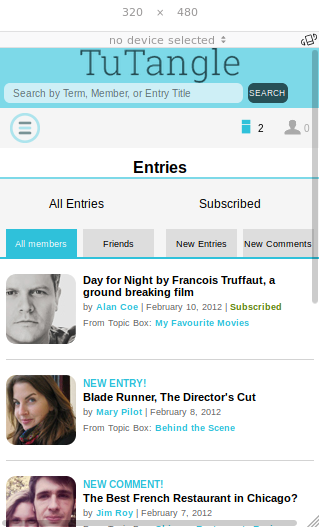 320 × 480
no device selected
TuTangle
Search by Term, Member, or Entry Title
SEARCH
2
0
Entries
All Entries
Subscribed
All members
Friends
New Entries
New Comments
Day for Night by Francois Truffaut, a
ground breaking film
by Alan Coe | February 10, 2012 | Subscribed
From Topic Box: My Favourite Movies
NEW ENTRY!
Blade Runner, The Director's Cut
by Mary Pilot | February 8, 2012
From Topic Box: Behind the Scene
NEW COMMENT!
The Best French Restaurant in Chicago?
by Jim Roy | February 7, 2012